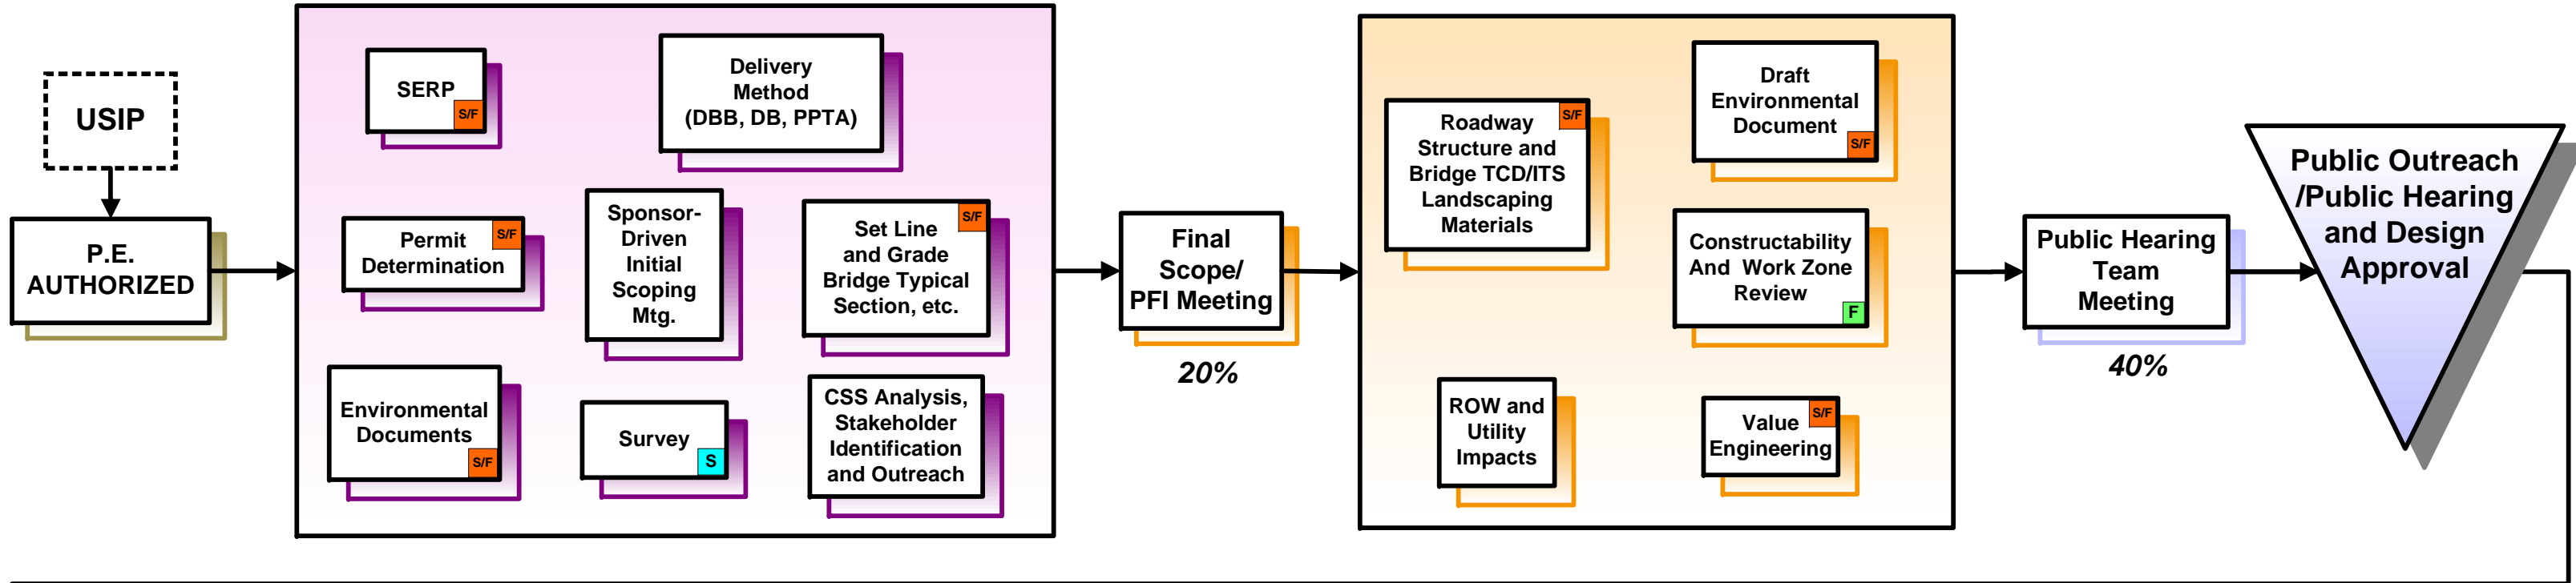 USIP
P.E.
AUTHORIZED
SERP
S/F
Delivery
Method
(DBB, DB, PPTA)
Permit
Determination
S/F
Sponsor-
Driven
Initial
Scoping
Mtg.
Set Line
and Grade
Bridge Typical
Section, etc.
S/F
Environmental
Documents
S/F
Survey
S
CSS Analysis,
Stakeholder
Identification
and Outreach
Final
Scope/
PFI Meeting
20%
Roadway
Structure and
Bridge TCD/ITS
Landscaping
Materials
S/F
Draft
Environmental
Document
S/F
Constructability
And Work Zone
Review
F
ROW and
Utility
Impacts
Value
Engineering
S/F
Public Hearing
Team
Meeting
40%
Public Outreach
/Public Hearing
and Design
Approval